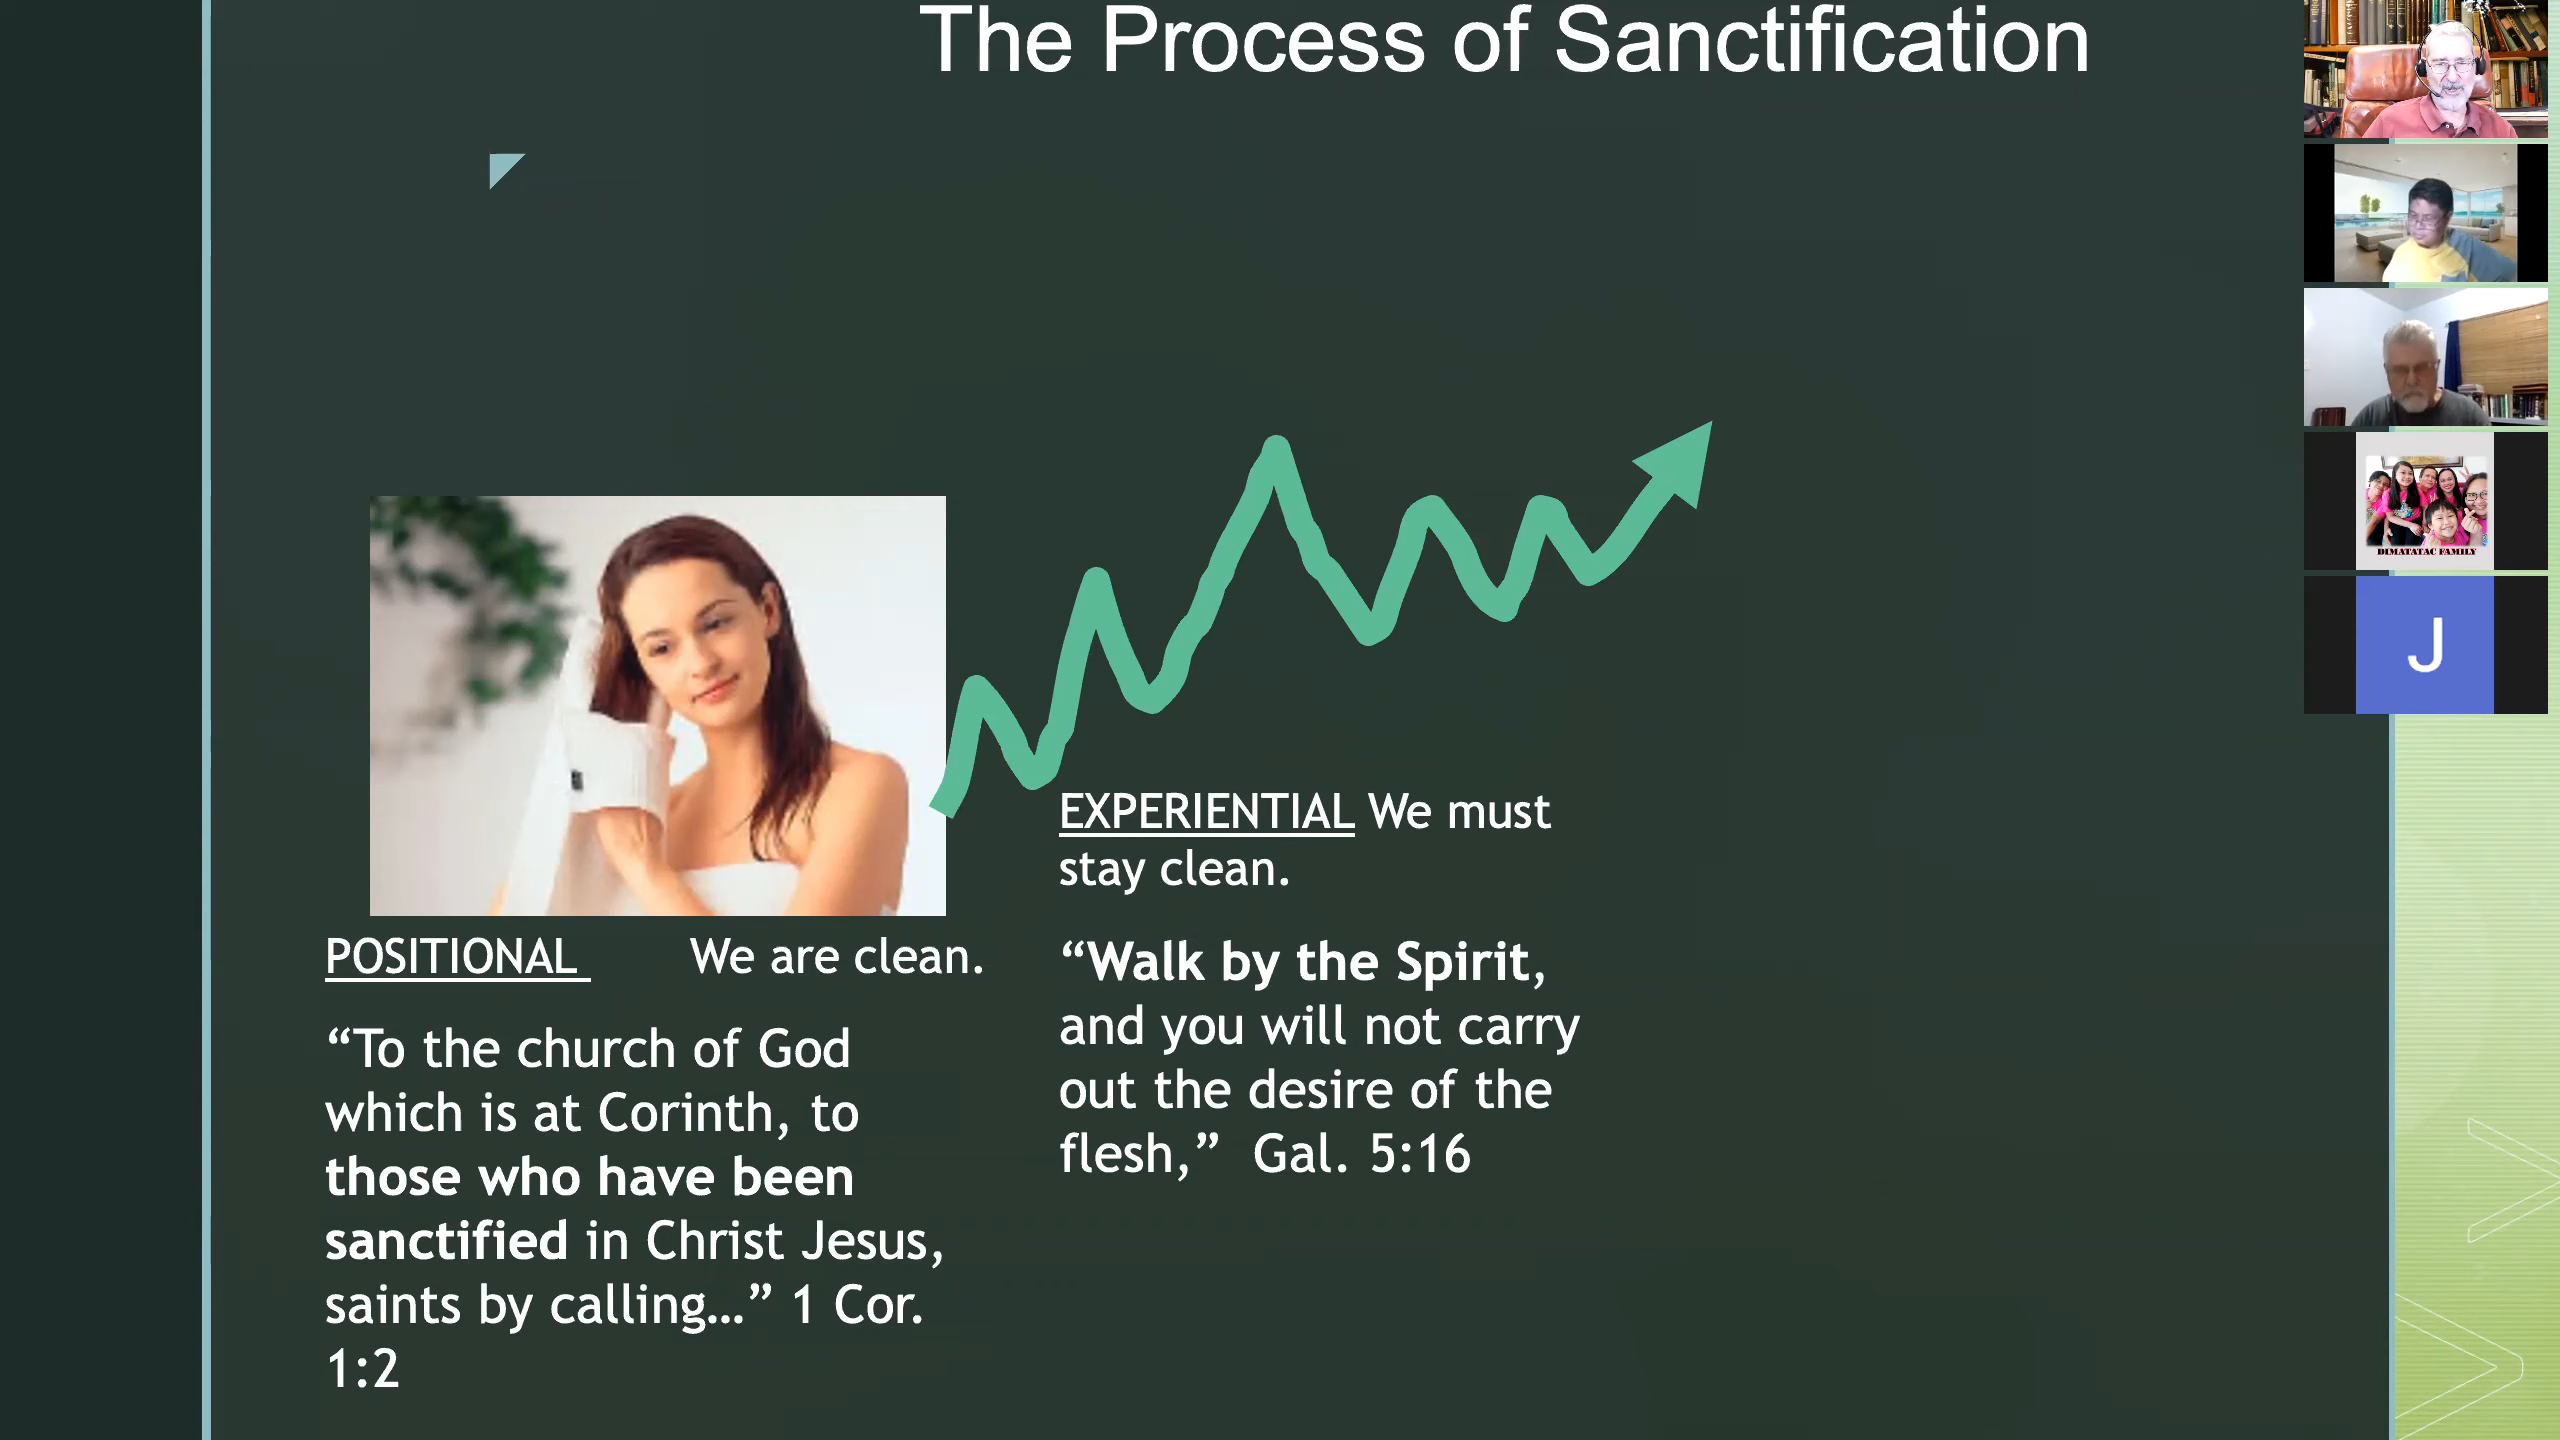 The Process of Sanctification
POSITIONAL We are clean.
“To the church of God
which is at Corinth, to
those who have been
sanctified in Christ Jesus,
saints by calling…” 1 Cor.
1:2
EXPERIENTIAL We must
stay clean.
“Walk by the Spirit,
and you will not carry
out the desire of the
flesh,” Gal. 5:16
DIMATATAC FAMILY
J